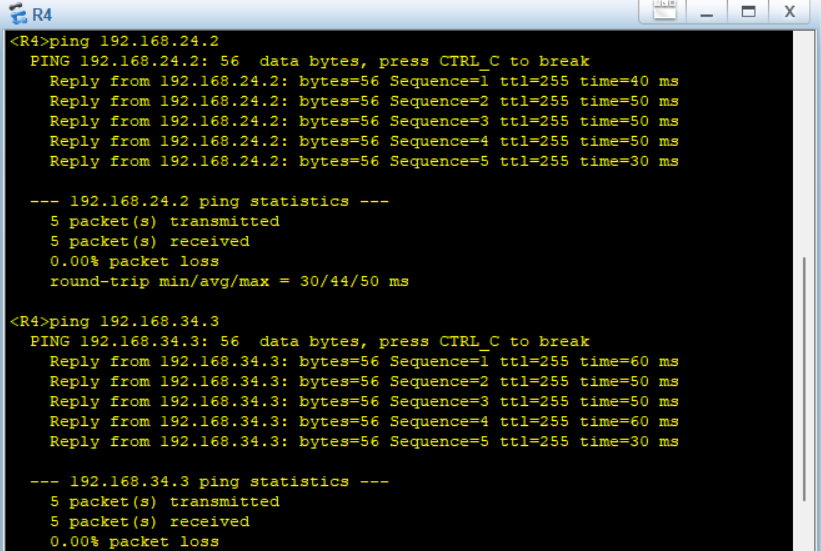 R4
<R4>ping 192.168.24.2
  PING 192.168.24.2: 56  data bytes, press CTRL_C to break
    Reply from 192.168.24.2: bytes=56 Sequence=1 ttl=255 time=40 ms
    Reply from 192.168.24.2: bytes=56 Sequence=2 ttl=255 time=50 ms
    Reply from 192.168.24.2: bytes=56 Sequence=3 ttl=255 time=50 ms
    Reply from 192.168.24.2: bytes=56 Sequence=4 ttl=255 time=50 ms
    Reply from 192.168.24.2: bytes=56 Sequence=5 ttl=255 time=30 ms
  --- 192.168.24.2 ping statistics ---
    5 packet(s) transmitted
    5 packet(s) received
    0.00% packet loss
    round-trip min/avg/max = 30/44/50 ms
<R4>ping 192.168.34.3
  PING 192.168.34.3: 56  data bytes, press CTRL_C to break
    Reply from 192.168.34.3: bytes=56 Sequence=1 ttl=255 time=60 ms
    Reply from 192.168.34.3: bytes=56 Sequence=2 ttl=255 time=50 ms
    Reply from 192.168.34.3: bytes=56 Sequence=3 ttl=255 time=50 ms
    Reply from 192.168.34.3: bytes=56 Sequence=4 ttl=255 time=60 ms
    Reply from 192.168.34.3: bytes=56 Sequence=5 ttl=255 time=30 ms
  --- 192.168.34.3 ping statistics ---
    5 packet(s) transmitted
    5 packet(s) received
    0.00% packet loss